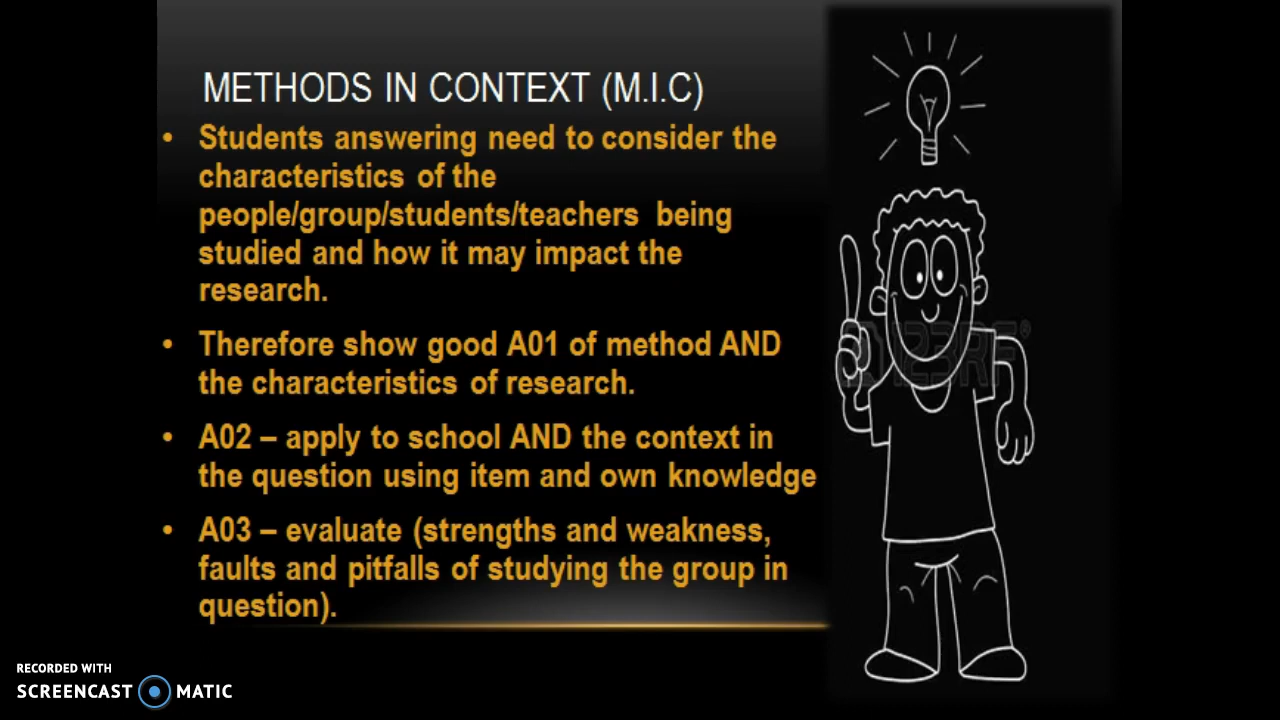 METHODS IN CONTEXT (M.I.C)
• Students answering need to consider the
characteristics of the
people/group/students/teachers being
studied and how it may impact the
research.
• Therefore show good A01 of method AND
the characteristics of research.
• A02 – apply to school AND the context in
the question using item and own knowledge
• A03 – evaluate (strengths and weakness,
faults and pitfalls of studying the group in
question).
123RF®
RECORDED WITH
SCREENCAST MATIC